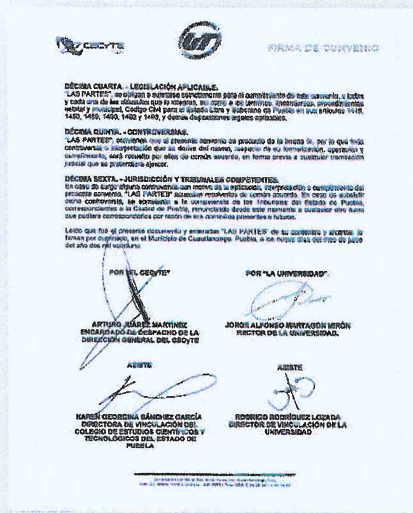 CECYTE
UT
FIRMA DE CONVENIO
DÉCIMA CUARTA. - LEGISLACIÓN APLICABLE.
"LAS PARTES", se obligan a sujetarse estrictamente para el cumplimiento de este convenio, a todas
y cada una de las cláusulas que lo integran, así como a los términos, lineamientos, procedimientos
estatal y municipal, Código Civil para el Estado Libre y Soberano de Puebla en sus artículos 1448,
1450, 1489, 1490, 1492 y 1493, y demás disposiciones legales aplicables.
DÉCIMA QUINTA. - CONTROVERSIAS.
"LAS PARTES", convienen que el presente convenio es producto de la buena fe, por lo que toda
controversia o interpretación que se derive del mismo, respecto de su formalización, operación y
cumplimiento, será resuelto por ellas de común acuerdo, en forma previa a cualquier tramitación
judicial que se pretendiera ejercer.
DÉCIMA SEXTA. - JURISDICCIÓN Y TRIBUNALES COMPETENTES.
En caso de surgir alguna controversia con motivo de la aplicación, interpretación o cumplimiento del
presente convenio, "LAS PARTES" acuerdan resolverlos de común acuerdo. En caso de subsistir
dicha controversia, se someterán a la competencia de los Tribunales del Estado de Puebla,
correspondientes a la Ciudad de Puebla, renunciando desde este momento a cualquier otro fuero
que pudiera corresponderles por razón de sus domicilios presentes o futuros.
Leído que fue el presente documento y enteradas "LAS PARTES" de su contenido y alcance, lo
firman por duplicado, en el Municipio de Cuautlancingo, Puebla, a los nueve días del mes de
del año dos mil veintiuno
POR "EL CECyTE"
POR "LA UNIVERSIDAD".
ARTURO JUÁREZ MARTÍNEZ
ENCARGADO DE DESPACHO DE LA
DIRECCIÓN GENERAL DEL CECyTE
JORGE ALFONSO MARTAGÓN MIRÓN
RECTOR DE LA UNIVERSIDAD.
ASISTE
ASISTE
KAREN GEORGINA SÁNCHEZ GARCÍA
DIRECTORA DE VINCULACIÓN DEL
COLEGIO DE ESTUDIOS CIENTÍFICOS Y
TECNOLÓGICOS DEL ESTADO DE
PUEBLA
RODRIGO RODRÍGUEZ LOZADA
DIRECTOR DE VINCULACIÓN DE LA
UNIVERSIDAD